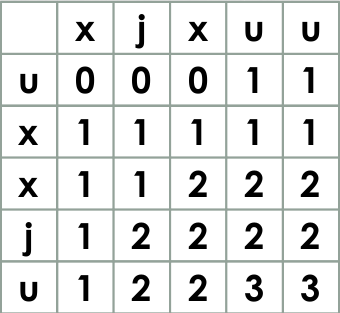 x j x u u
u 0 0 0 1 1
x 1 1 1 1 1
x 1 1 2 2 2
j 1 2 2 2 2
u 1 2 2 3 3